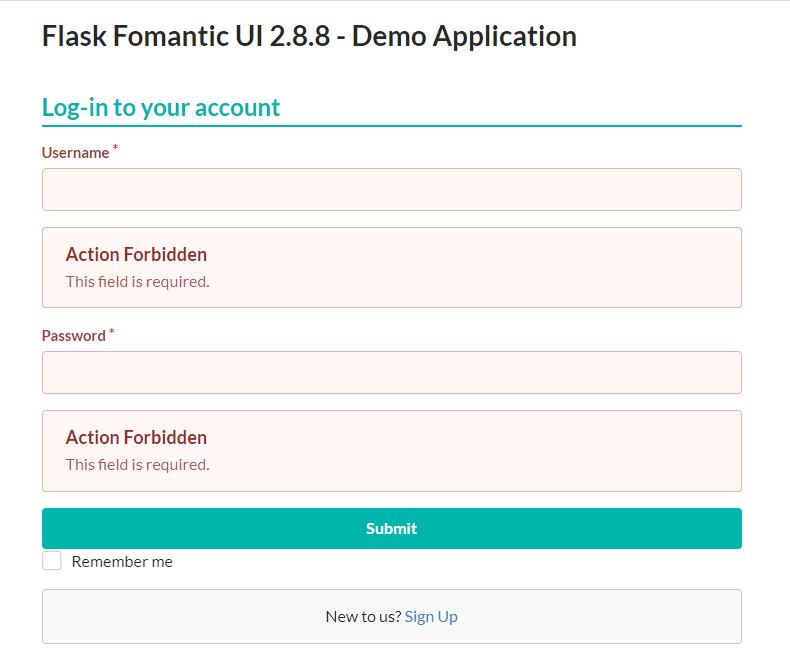 Flask Fomantic UI 2.8.8 - Demo Application
Log-in to your account
Username *
Action Forbidden
This field is required.
Password *
Action Forbidden
This field is required.
Submit
Remember me
New to us? Sign Up